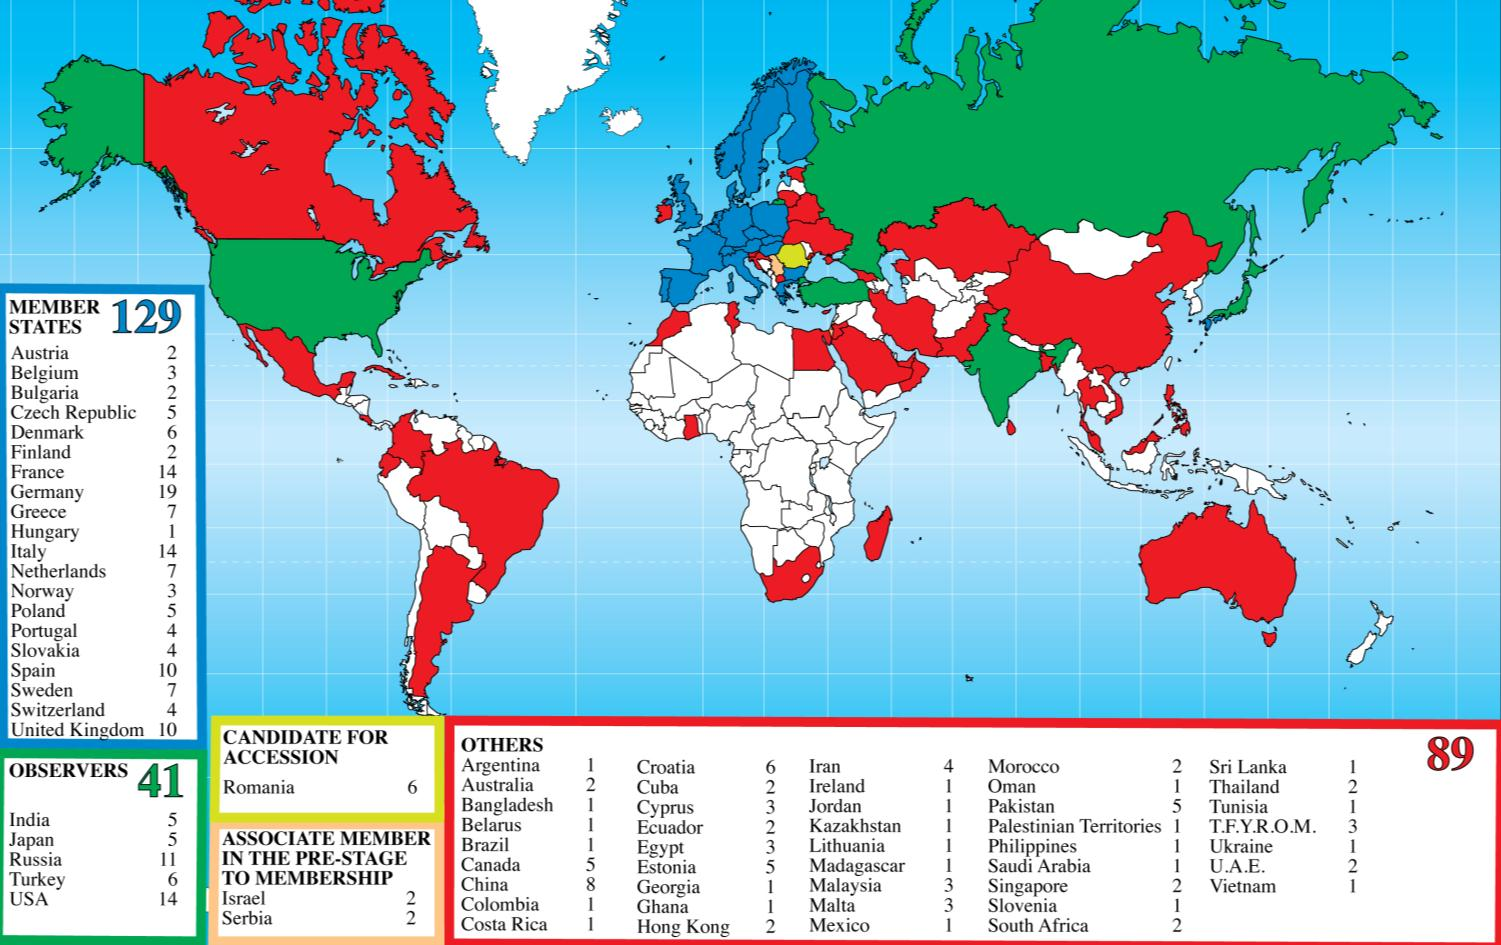 MEMBER STATES 129
Austria 2
Belgium 3
Bulgaria 2
Czech Republic 5
Denmark 6
Finland 2
France 14
Germany 19
Greece 7
Hungary 1
Italy 14
Netherlands 7
Norway 3
Poland 5
Portugal 4
Slovakia 4
Spain 10
Sweden 7
Switzerland 4
United Kingdom 10
OBSERVERS 41
India 5
Japan 5
Russia 11
Turkey 6
USA 14
CANDIDATE FOR
ACCESSION
Romania 6
ASSOCIATE MEMBER
IN THE PRE-STAGE
TO MEMBERSHIP
Israel 2
Serbia 2
OTHERS 89
Argentina 1
Australia 2
Bangladesh 1
Belarus 1
Brazil 1
Canada 5
China 8
Colombia 1
Costa Rica 1
Croatia 6
Cuba 2
Cyprus 3
Ecuador 2
Egypt 3
Estonia 5
Georgia 1
Ghana 1
Hong Kong 2
Iran 4
Ireland 1
Jordan 1
Kazakhstan 1
Lithuania 1
Madagascar 1
Malaysia 3
Malta 3
Mexico 1
Morocco 2
Oman 1
Pakistan 5
Palestinian Territories 1
Philippines 1
Saudi Arabia 1
Singapore 2
Slovenia 1
South Africa 2
Sri Lanka 1
Thailand 2
Tunisia 1
T.F.Y.R.O.M. 3
Ukraine 1
U.A.E. 2
Vietnam 1